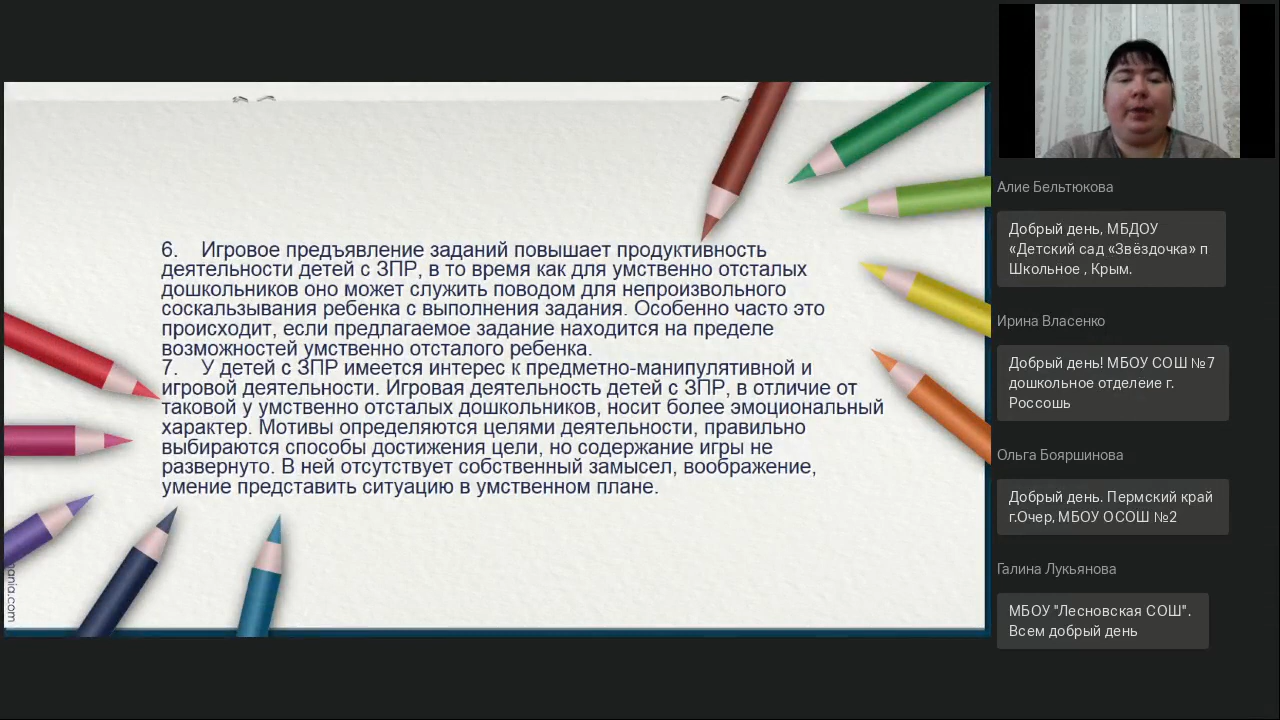 6. Игровое предъявление заданий повышает продуктивность
деятельности детей с ЗПР, в то время как для умственно отсталых
дошкольников оно может служить поводом для непроизвольного
соскальзывания ребенка с выполнения задания. Особенно часто это
происходит, если предлагаемое задание находится на пределе
возможностей умственно отсталого ребенка.
7. У детей с ЗПР имеется интерес к предметно-манипулятивной и
игровой деятельности. Игровая деятельность детей с ЗПР, в отличие от
таковой у умственно отсталых дошкольников, носит более эмоциональный
характер. Мотивы определяются целями деятельности, правильно
выбираются способы достижения цели, но содержание игры не
развернуто. В ней отсутствует собственный замысел, воображение,
умение представить ситуацию в умственном плане.
Алие Бельтюкова
Добрый день, МБДОУ
«Детский сад «Звёздочка» п
Школьное , Крым.
Ирина Власенко
Добрый день! МБОУ СОШ №7
дошкольное отделеие г.
Россошь
Ольга Бояршинова
Добрый день. Пермский край
г.Очер, МБОУ ОСОШ №2
Галина Лукьянова
МБОУ "Лесновская СОШ".
Всем добрый день